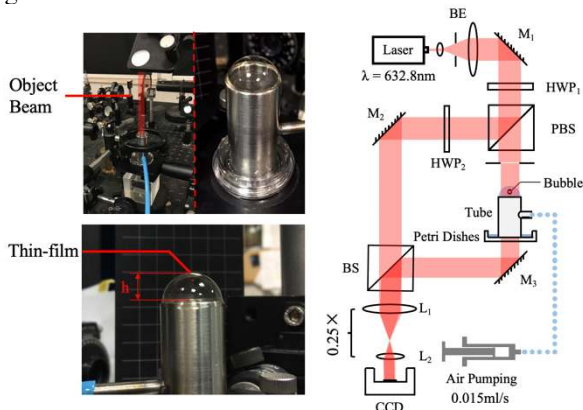 Object
Beam
Thin-film
h
BE
M1
Laser
λ = 632.8nm
HWP1
M2
PBS
HWP2
Bubble
Tube
Petri Dishes
BS
M3
L1
0.25×
L2
Air Pumping
0.015ml/s
CCD